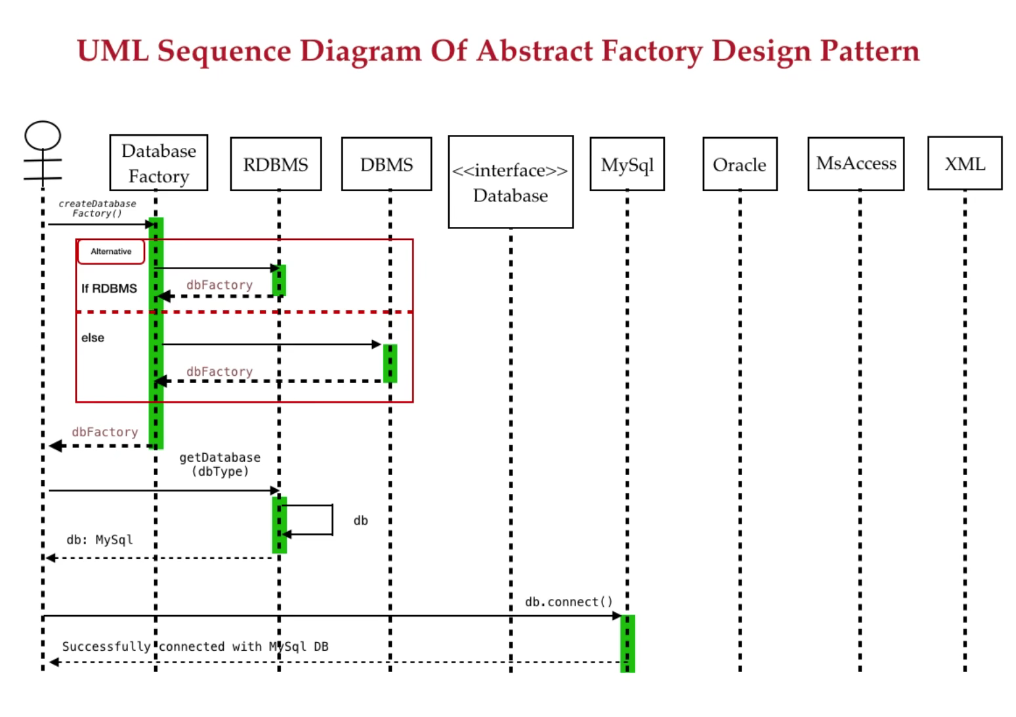 UML Sequence Diagram Of Abstract Factory Design Pattern
Database
Factory
RDBMS
DBMS
<<interface>>
Database
MySql
Oracle
MsAccess
XML
createDatabase
Factory()
Alternative
If RDBMS
dbFactory
else
dbFactory
dbFactory
getDatabase
(dbType)
db
db: MySql
db.connect()
Successfully connected with MySql DB